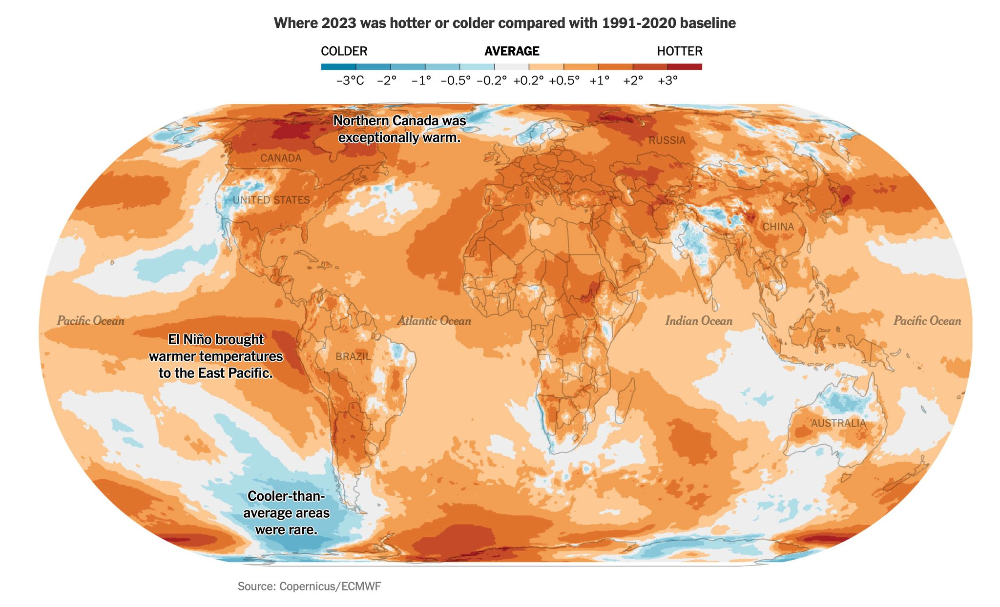 Where 2023 was hotter or colder compared with 1991-2020 baseline
COLDER AVERAGE HOTTER
–3°C –2° –1° –0.5° –0.2° +0.2° +0.5° +1° +2° +3°
Northern Canada was
exceptionally warm.
RUSSIA
CANADA
UNITED STATES
CHINA
Pacific Ocean
Atlantic Ocean
Indian Ocean
Pacific Ocean
El Niño brought
warmer temperatures
to the East Pacific.
BRAZIL
AUSTRALIA
Cooler-than-
average areas
were rare.
Source: Copernicus/ECMWF